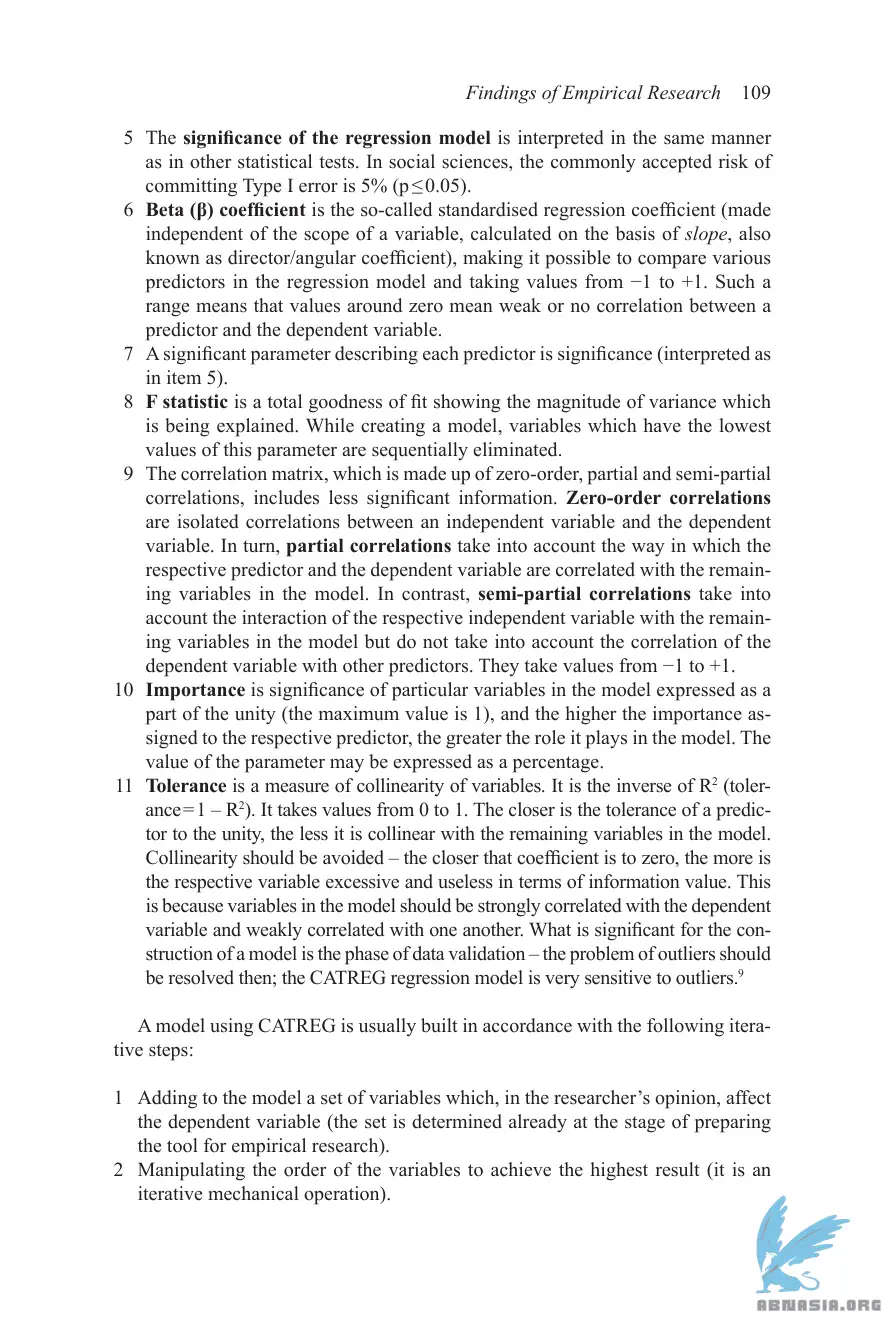 Findings of Empirical Research 109
5 The significance of the regression model is interpreted in the same manner
as in other statistical tests. In social sciences, the commonly accepted risk of
committing Type I error is 5% (p ≤ 0.05).
6 Beta (β) coefficient is the so-called standardised regression coefficient (made
independent of the scope of a variable, calculated on the basis of slope, also
known as director/angular coefficient), making it possible to compare various
predictors in the regression model and taking values from −1 to +1. Such a
range means that values around zero mean weak or no correlation between a
predictor and the dependent variable.
7 A significant parameter describing each predictor is significance (interpreted as
in item 5).
8 F statistic is a total goodness of fit showing the magnitude of variance which
is being explained. While creating a model, variables which have the lowest
values of this parameter are sequentially eliminated.
9 The correlation matrix, which is made up of zero-order, partial and semi-partial
correlations, includes less significant information. Zero-order correlations
are isolated correlations between an independent variable and the dependent
variable. In turn, partial correlations take into account the way in which the
respective predictor and the dependent variable are correlated with the remain-
ing variables in the model. In contrast, semi-partial correlations take into
account the interaction of the respective independent variable with the remain-
ing variables in the model but do not take into account the correlation of the
dependent variable with other predictors. They take values from −1 to +1.
10 Importance is significance of particular variables in the model expressed as a
part of the unity (the maximum value is 1), and the higher the importance as-
signed to the respective predictor, the greater the role it plays in the model. The
value of the parameter may be expressed as a percentage.
11 Tolerance is a measure of collinearity of variables. It is the inverse of R² (toler-
ance = 1 – R²). It takes values from 0 to 1. The closer is the tolerance of a predic-
tor to the unity, the less it is collinear with the remaining variables in the model.
Collinearity should be avoided – the closer that coefficient is to zero, the more is
the respective variable excessive and useless in terms of information value. This
is because variables in the model should be strongly correlated with the dependent
variable and weakly correlated with one another. What is significant for the con-
struction of a model is the phase of data validation – the problem of outliers should
be resolved then; the CATREG regression model is very sensitive to outliers.⁹
A model using CATREG is usually built in accordance with the following itera-
tive steps:
1 Adding to the model a set of variables which, in the researcher’s opinion, affect
the dependent variable (the set is determined already at the stage of preparing
the tool for empirical research).
2 Manipulating the order of the variables to achieve the highest result (it is an
iterative mechanical operation).
ABNASIA.ORG